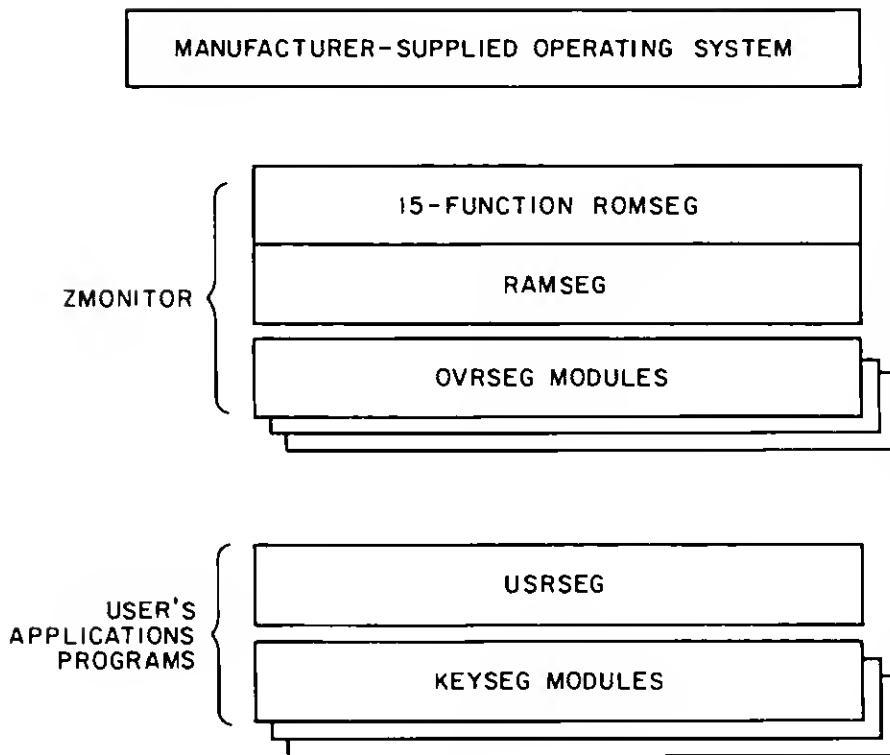 MANUFACTURER-SUPPLIED OPERATING SYSTEM
15-FUNCTION ROMSEG
RAMSEG
ZMONITOR
OVRSEG MODULES
USRSEG
USER'S
APPLICATIONS
PROGRAMS
KEYSEG MODULES